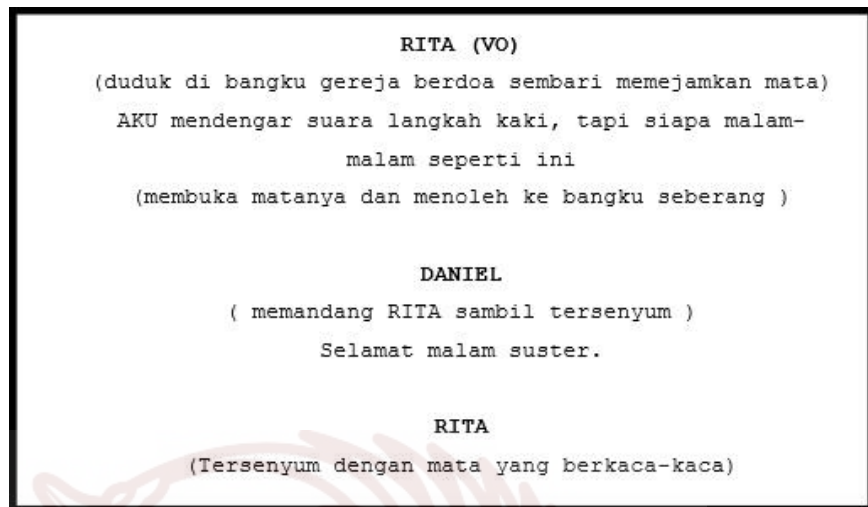 RITA (VO)
(duduk di bangku gereja berdoa sembari memejamkan mata)
AKU mendengar suara langkah kaki, tapi siapa malam-
malam seperti ini
(membuka matanya dan menoleh ke bangku seberang )
DANIEL
( memandang RITA sambil tersenyum )
Selamat malam suster.
RITA
(Tersenyum dengan mata yang berkaca-kaca)